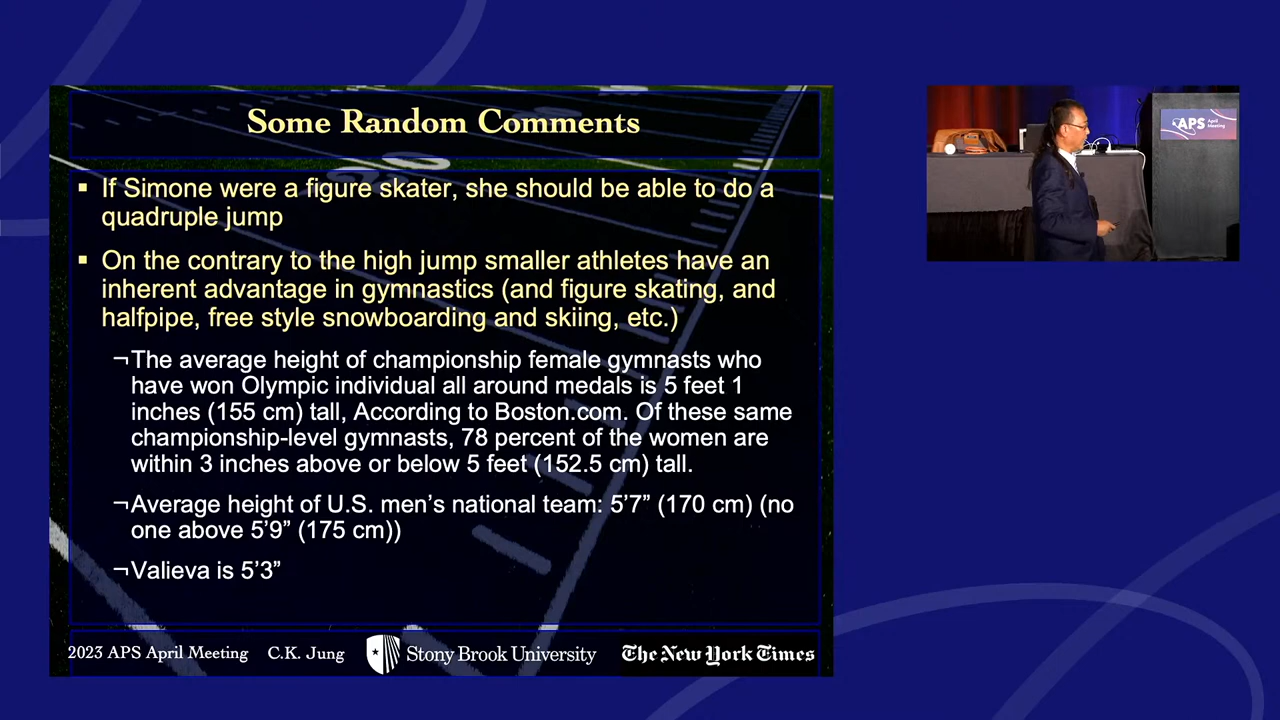 Some Random Comments
▪ If Simone were a figure skater, she should be able to do a
quadruple jump
▪ On the contrary to the high jump smaller athletes have an
inherent advantage in gymnastics (and figure skating, and
halfpipe, free style snowboarding and skiing, etc.)
¬The average height of championship female gymnasts who
have won Olympic individual all around medals is 5 feet 1
inches (155 cm) tall, According to Boston.com. Of these same
championship-level gymnasts, 78 percent of the women are
within 3 inches above or below 5 feet (152.5 cm) tall.
¬Average height of U.S. men’s national team: 5’7” (170 cm) (no
one above 5’9” (175 cm))
¬Valieva is 5’3”
2023 APS April Meeting C.K. Jung Stony Brook University The New York Times
APS April
Meeting